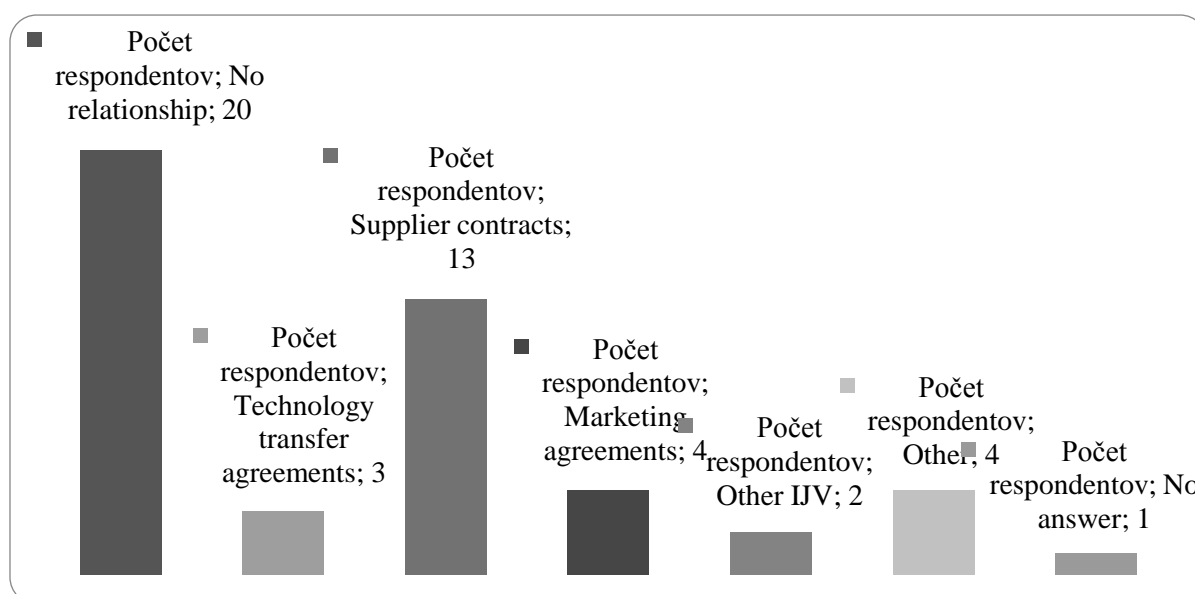 Počet
respondentov; No
relationship; 20
Počet
respondentov;
Technology
transfer
agreements; 3
Počet
respondentov;
Supplier contracts;
13
Počet
respondentov;
Marketing
agreements; 4
Počet
respondentov;
Other IJV; 2
Počet
respondentov;
Other; 4
Počet
respondentov; No
answer; 1